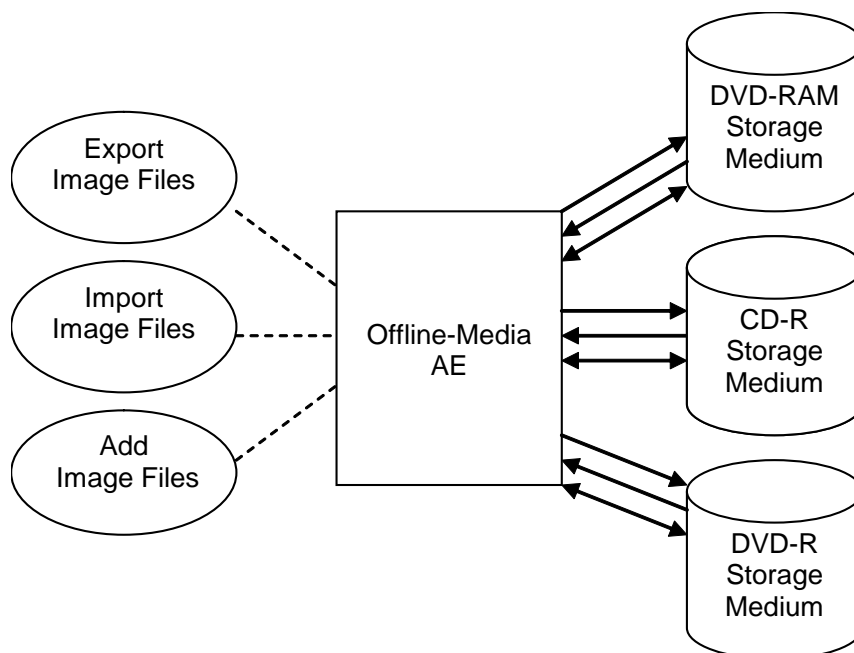 Export
Image Files
Import
Image Files
Add
Image Files
Offline-Media
AE
DVD-RAM
Storage
Medium
CD-R
Storage
Medium
DVD-R
Storage
Medium